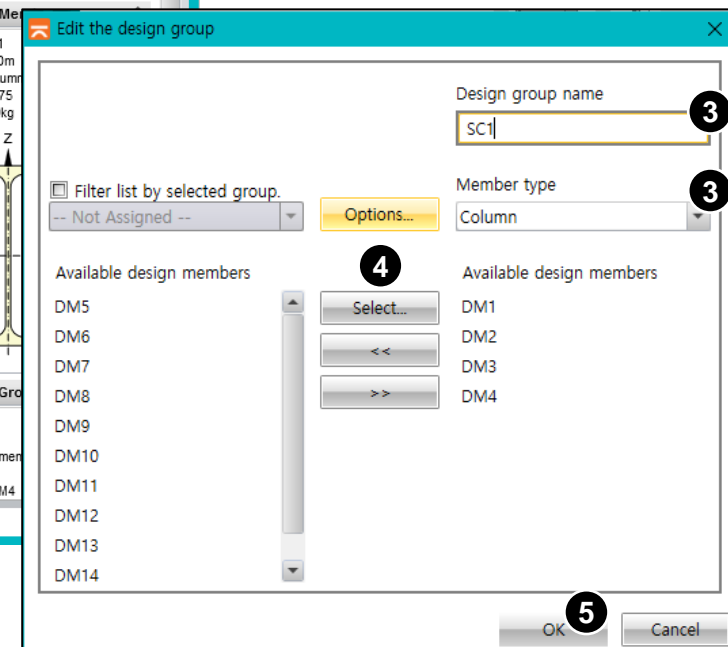 Edit the design group
Design group name
SC1
3
Filter list by selected group.
-- Not Assigned --
Options...
Member type
Column
3
4
Available design members
DM5
DM6
DM7
DM8
DM9
DM10
DM11
DM12
DM13
DM14
Select...
<<
>>
Available design members
DM1
DM2
DM3
DM4
OK
5
Cancel
Z